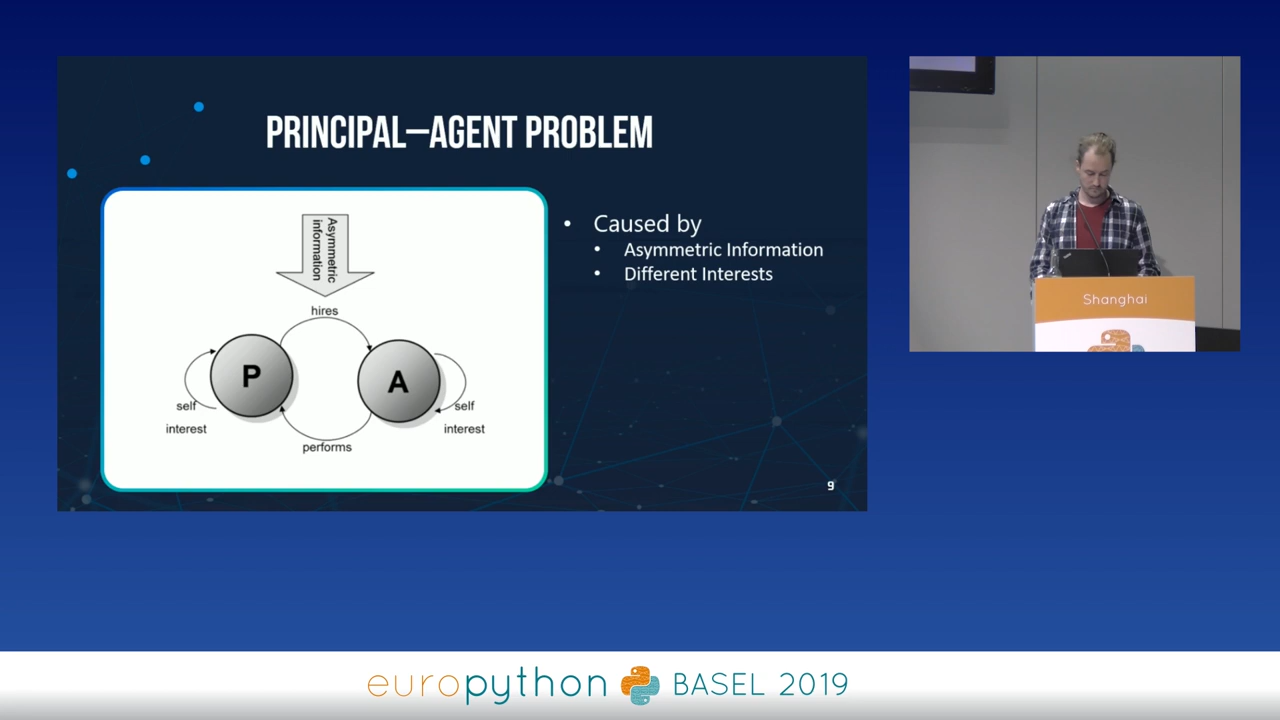 PRINCIPAL–AGENT PROBLEM
Asymmetric
information
hires
P
A
self
interest
self
interest
performs
• Caused by
• Asymmetric Information
• Different Interests
9
Shanghai
europython BASEL 2019